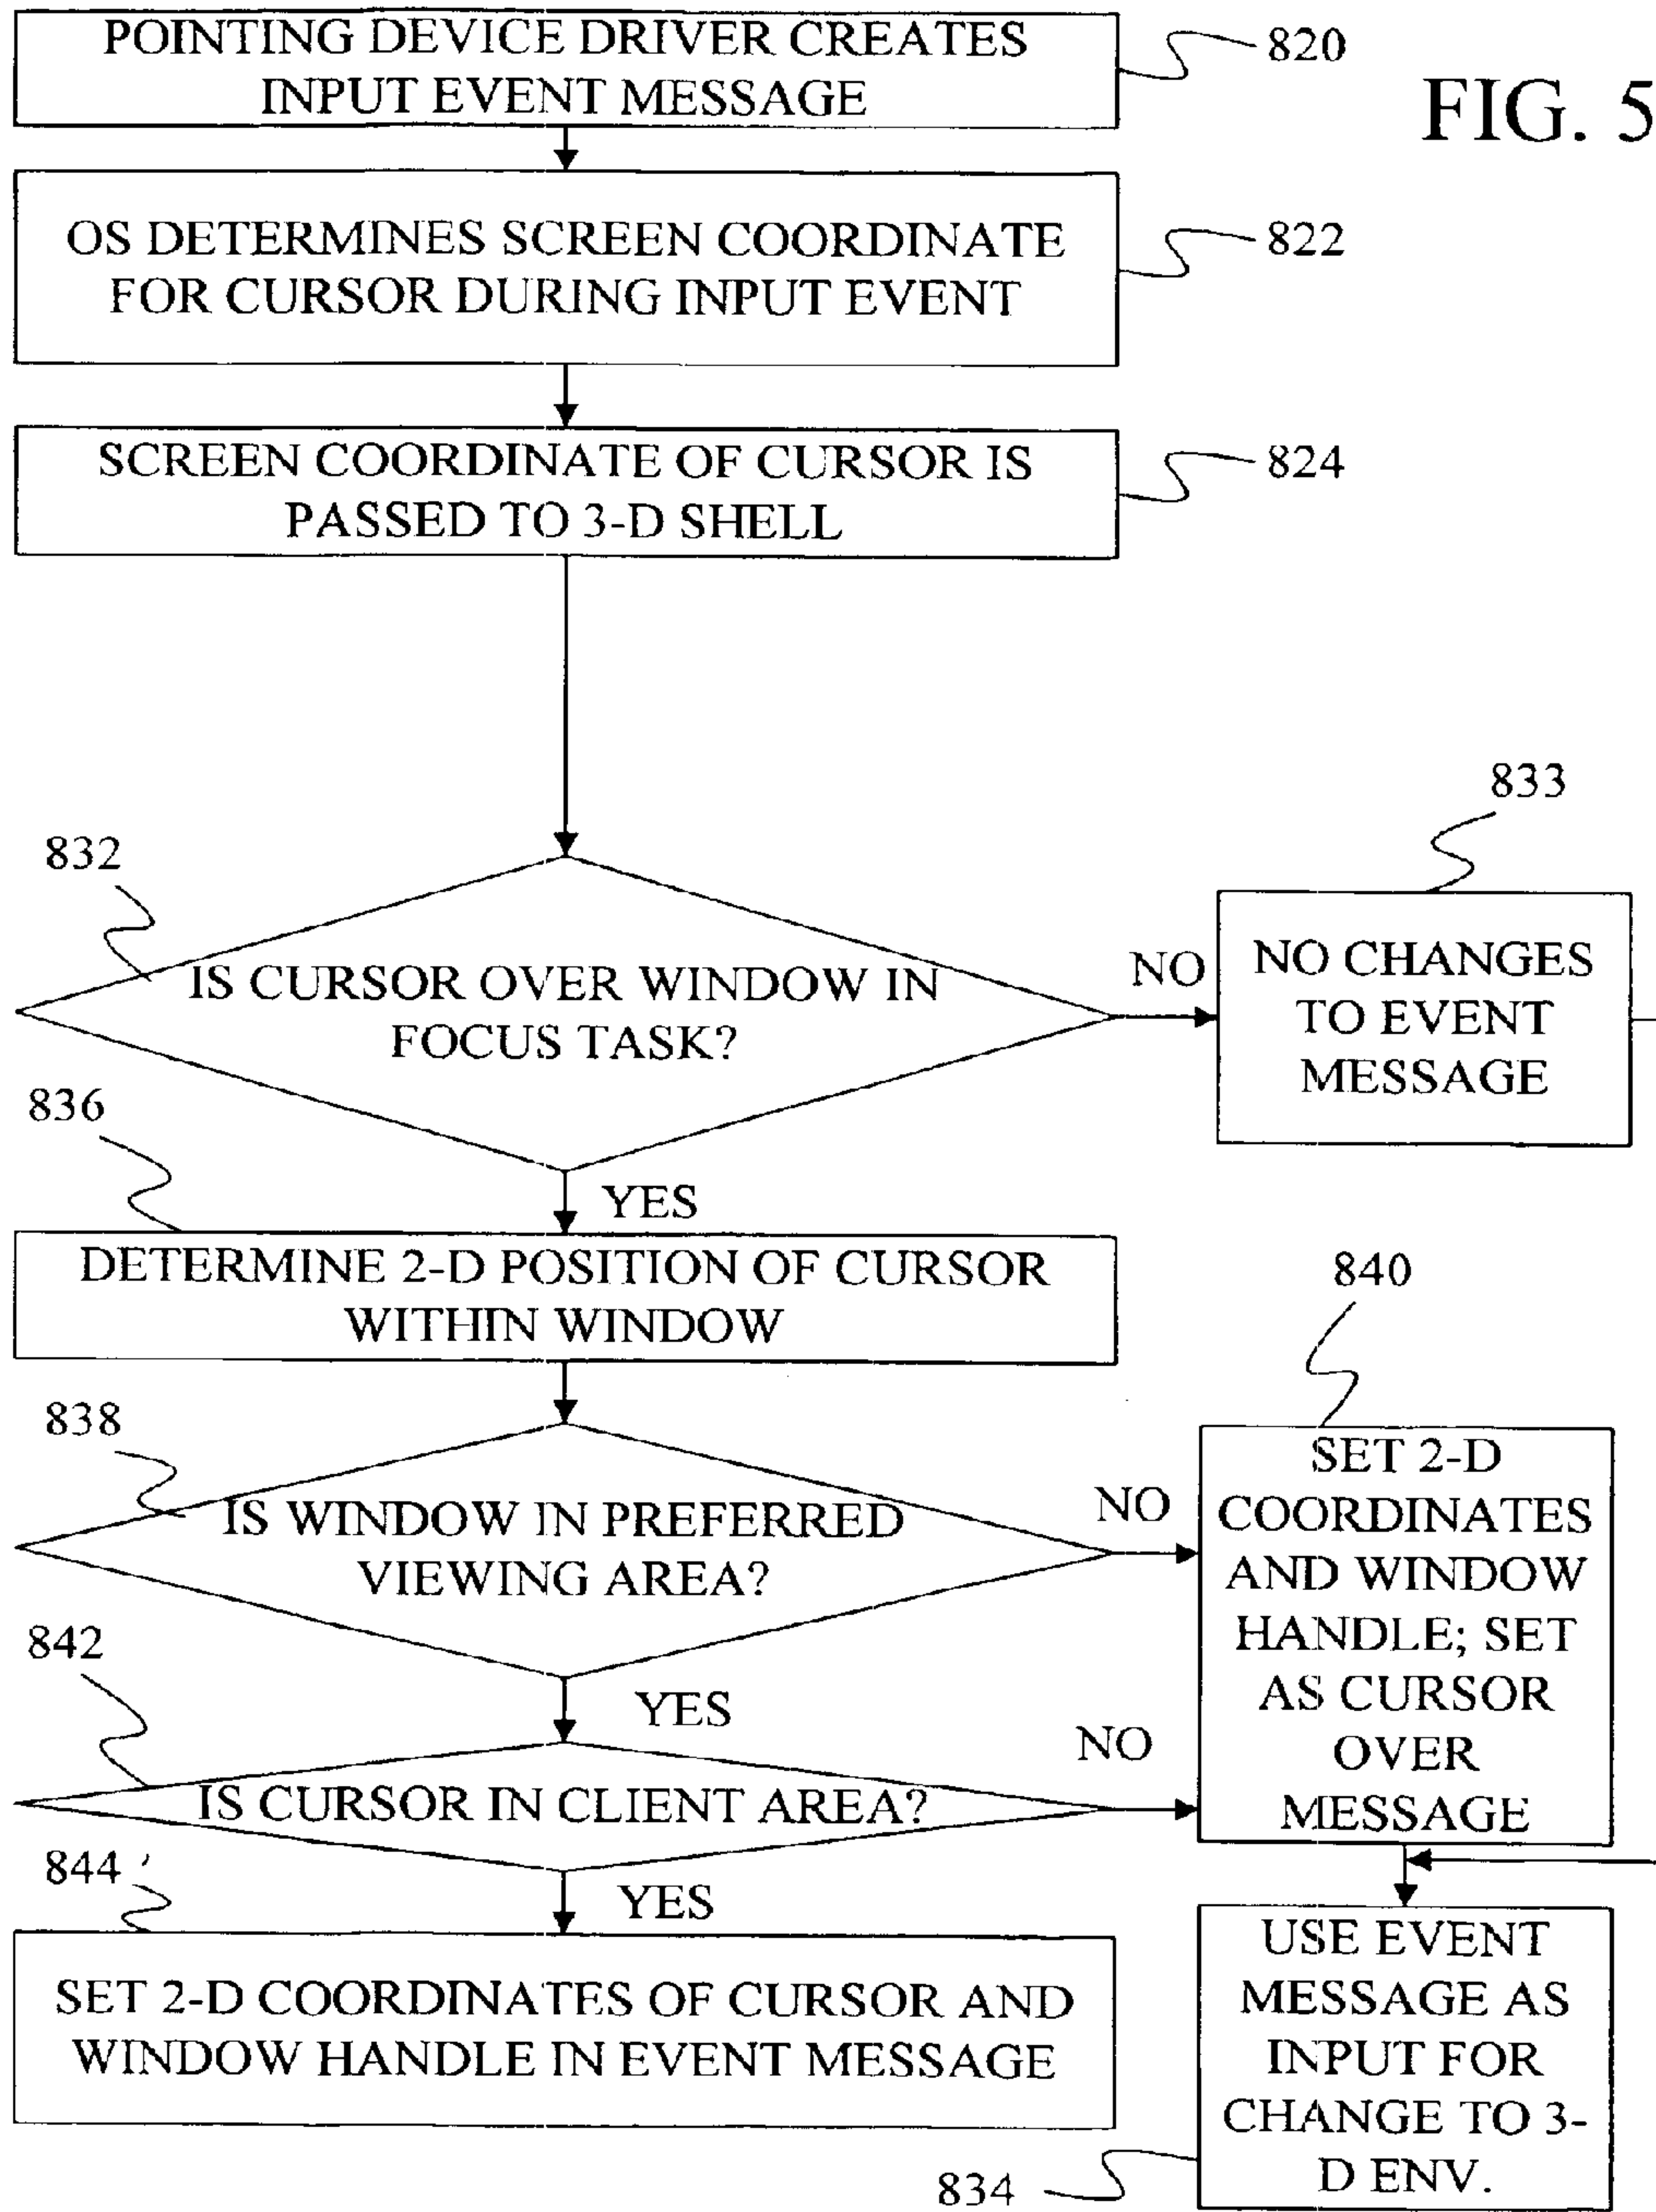 POINTING DEVICE DRIVER CREATES
INPUT EVENT MESSAGE
820
FIG. 5
OS DETERMINES SCREEN COORDINATE
FOR CURSOR DURING INPUT EVENT
822
SCREEN COORDINATE OF CURSOR IS
PASSED TO 3-D SHELL
824
832
IS CURSOR OVER WINDOW IN
FOCUS TASK?
NO
833
NO CHANGES
TO EVENT
MESSAGE
YES
836
DETERMINE 2-D POSITION OF CURSOR
WITHIN WINDOW
838
IS WINDOW IN PREFERRED
VIEWING AREA?
NO
840
SET 2-D
COORDINATES
AND WINDOW
HANDLE; SET
AS CURSOR
OVER
MESSAGE
YES
842
IS CURSOR IN CLIENT AREA?
NO
YES
844
SET 2-D COORDINATES OF CURSOR AND
WINDOW HANDLE IN EVENT MESSAGE
USE EVENT
MESSAGE AS
INPUT FOR
CHANGE TO 3-
D ENV.
834